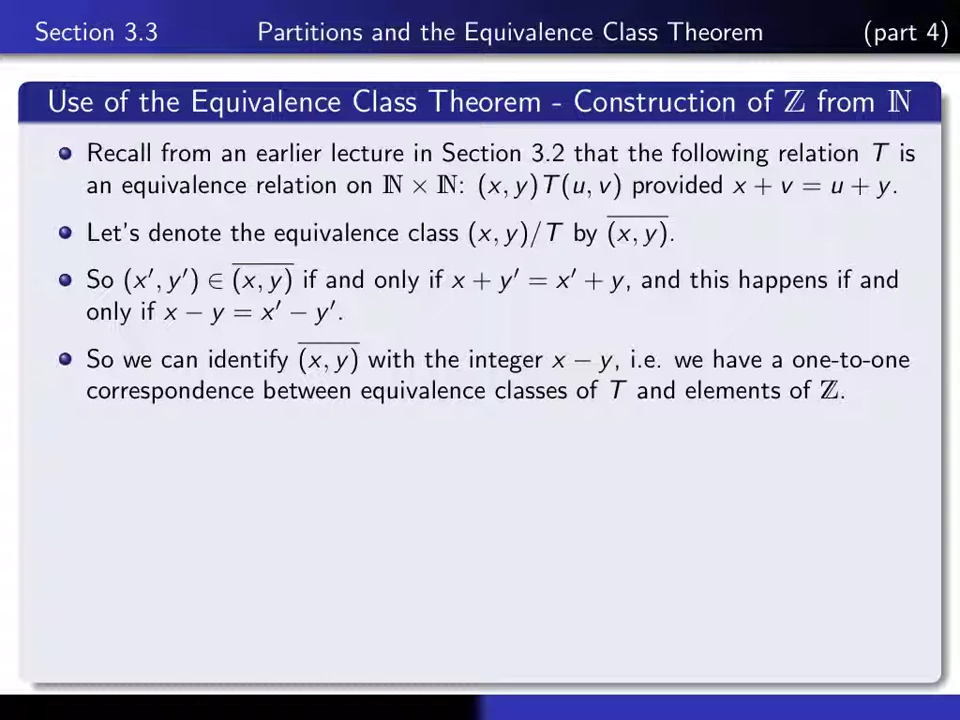 Section 3.3 Partitions and the Equivalence Class Theorem (part 4)
Use of the Equivalence Class Theorem - Construction of ℤ from ℕ
Recall from an earlier lecture in Section 3.2 that the following relation T is
an equivalence relation on ℕ × ℕ: (x, y)T(u, v) provided x + v = u + y.
Let's denote the equivalence class (x, y)/T by \overline{(x, y)}.
So (x′, y′) ∈ \overline{(x, y)} if and only if x + y′ = x′ + y, and this happens if and
only if x − y = x′ − y′.
So we can identify \overline{(x, y)} with the integer x − y, i.e. we have a one-to-one
correspondence between equivalence classes of T and elements of ℤ.